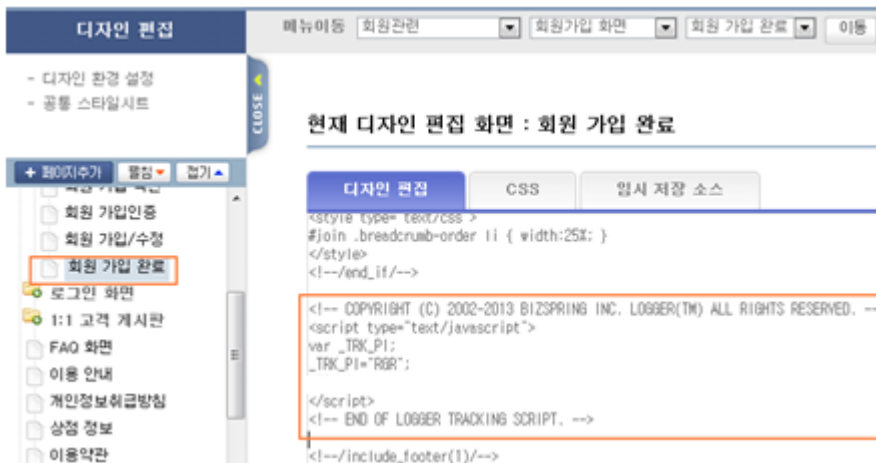 디자인 편집
메뉴이동 회원관련 회원가입 화면 회원 가입 완료 이동
- 디자인 환경 설정
- 공통 스타일시트
CLOSE
현재 디자인 편집 화면 : 회원 가입 완료
+ 페이지추가 펼침 접기
디자인 편집 CSS 임시 저장 소스
회원 가입인증
회원 가입/수정
회원 가입 완료
로그인 화면
1:1 고객 게시판
FAQ 화면
이용 안내
개인정보취급방침
상점 정보
이용약관
<style type="text/css">
#join .breadcrumb-order li { width:25%; }
</style>
<!--/end_if/-->
<!-- COPYRIGHT (C) 2002-2013 BIZSPRING INC. LOGGER(TM) ALL RIGHTS RESERVED. --
<script type="text/javascript">
var _TRK_PI;
_TRK_PI="RGR";
</script>
<!-- END OF LOGGER TRACKING SCRIPT. -->
<!--/include_footer(1)/-->